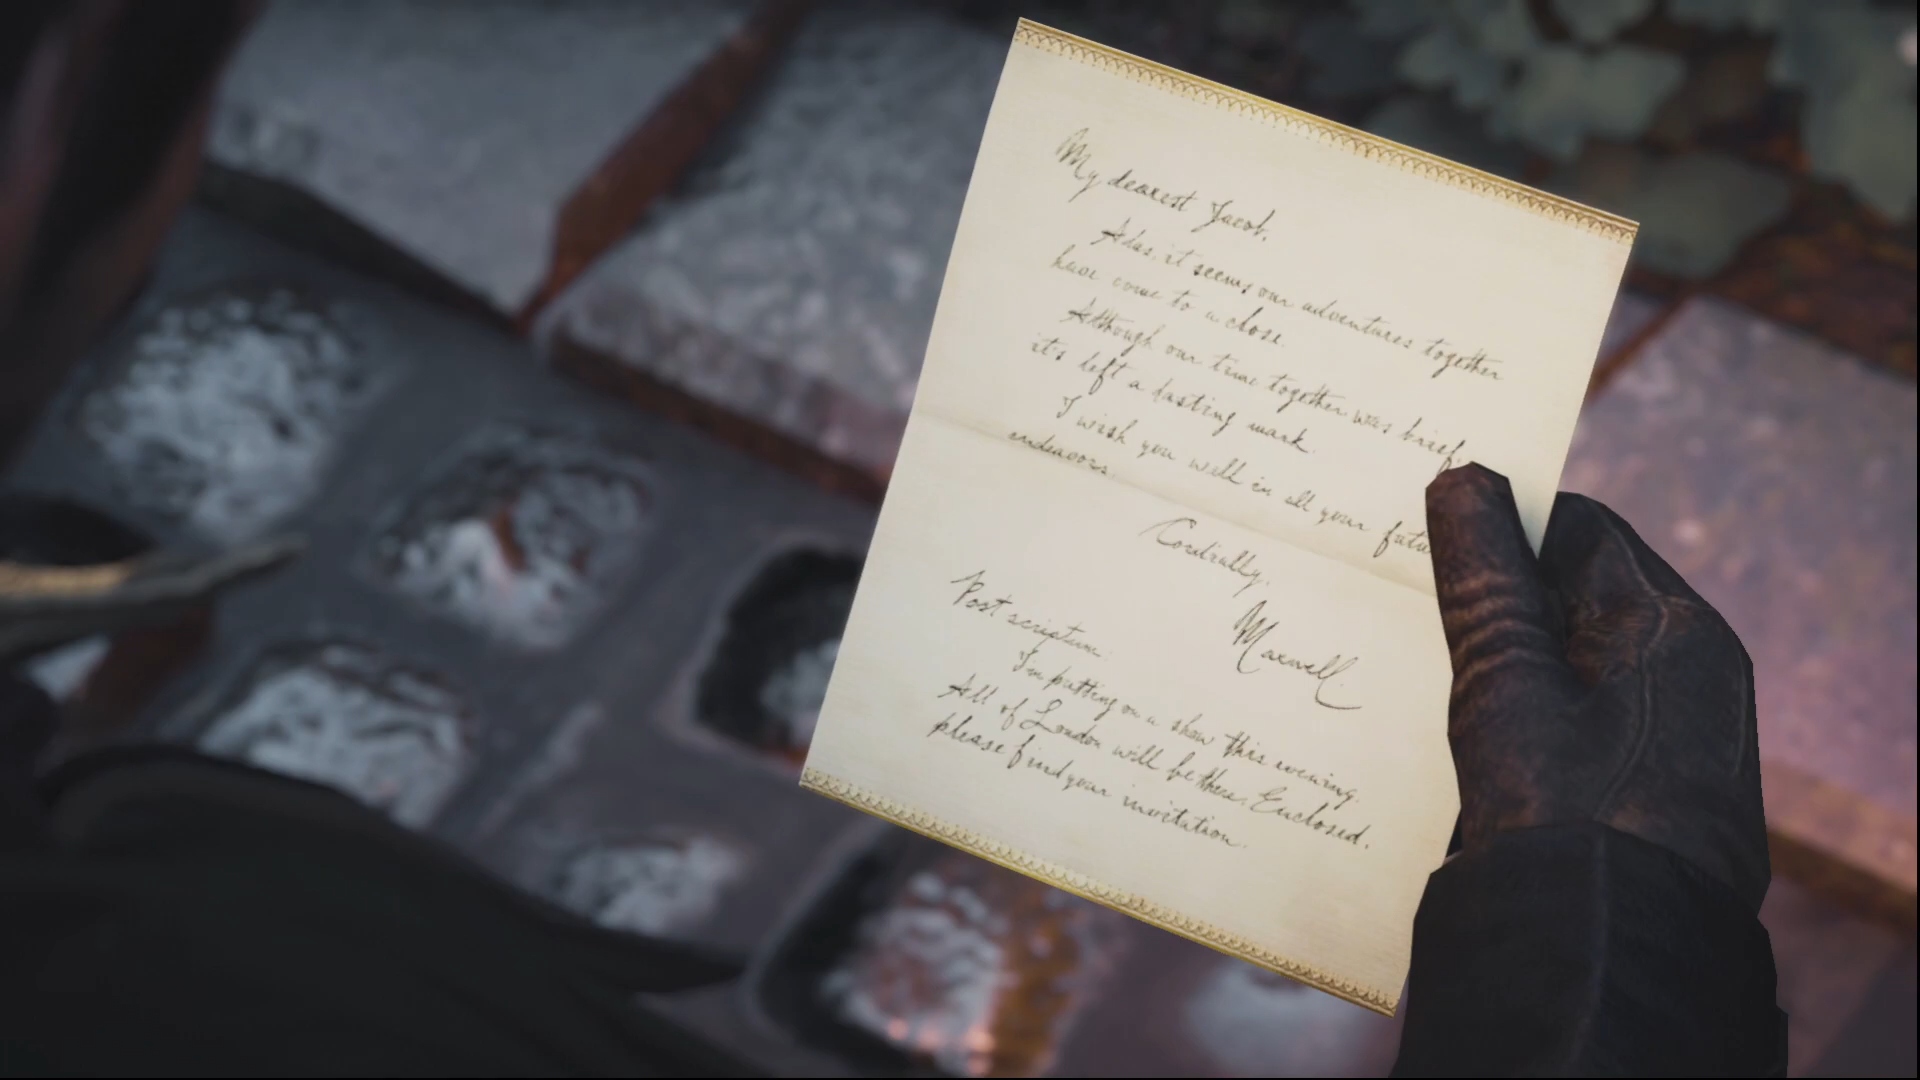 My dearest Jacob,
Alas, it seems our adventures together
have come to a close.
Although our time together was brief,
it's left a lasting mark.
I wish you well in all your futu
endeavors.
Cordially,
Maxwell.
Post scriptum:
I'm putting on a show this evening.
All of London will be there. Enclosed,
please find your invitation.